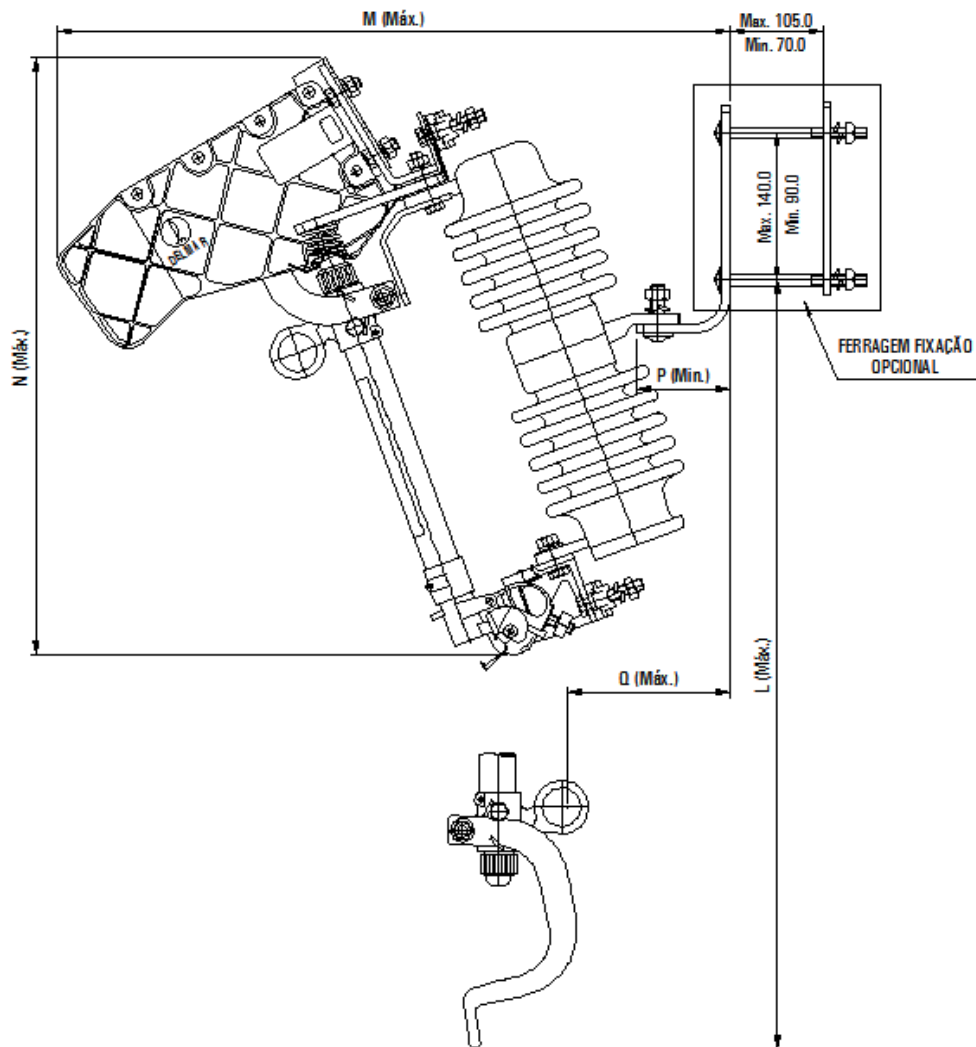 M (Máx.)
Max. 105.0
Min. 70.0
Max. 140.0
Min. 90.0
DELMAR
N (Máx.)
FERRAGEM FIXAÇÃO
OPCIONAL
P (Min.)
Q (Máx.)
L (Máx.)